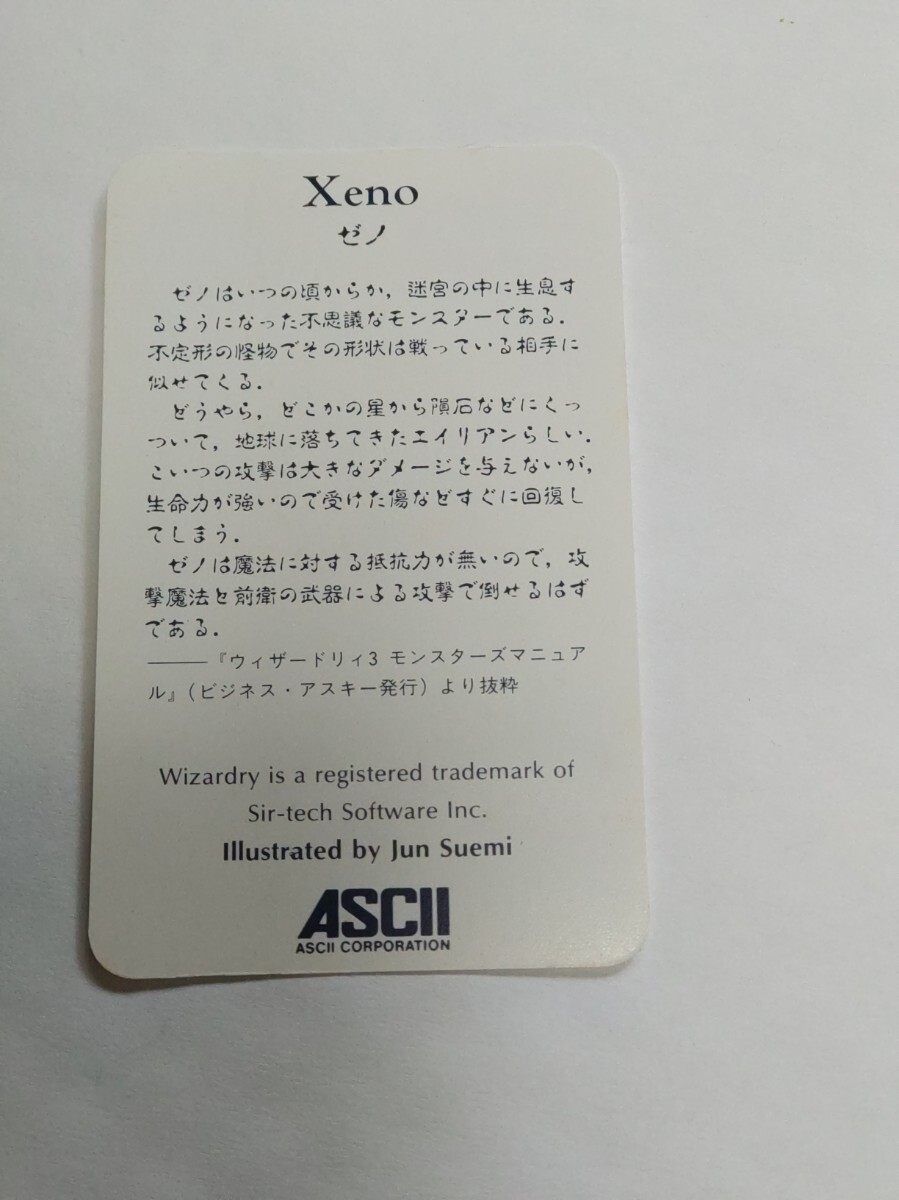 Xeno
ゼノ
ゼノはいつの頃からか，迷宮の中に生息す
るようになった不思議なモンスターである．
不定形の怪物でその形状は戦っている相手に
似せてくる．
どうやら，どこかの星から隕石などにくっ
ついて，地球に落ちてきたエイリアンらしい．
こいつの攻撃は大きなダメージを与えないが，
生命力が強いので受けた傷などすぐに回復し
てしまう．
ゼノは魔法に対する抵抗力が無いので，攻
撃魔法と前衛の武器による攻撃で倒せるはず
である．
───『ウィザードリィ3 モンスターズマニュア
ル』（ビジネス・アスキー発行）より抜粋
Wizardry is a registered trademark of
Sir-tech Software Inc.
Illustrated by Jun Suemi
ASCII
ASCII CORPORATION